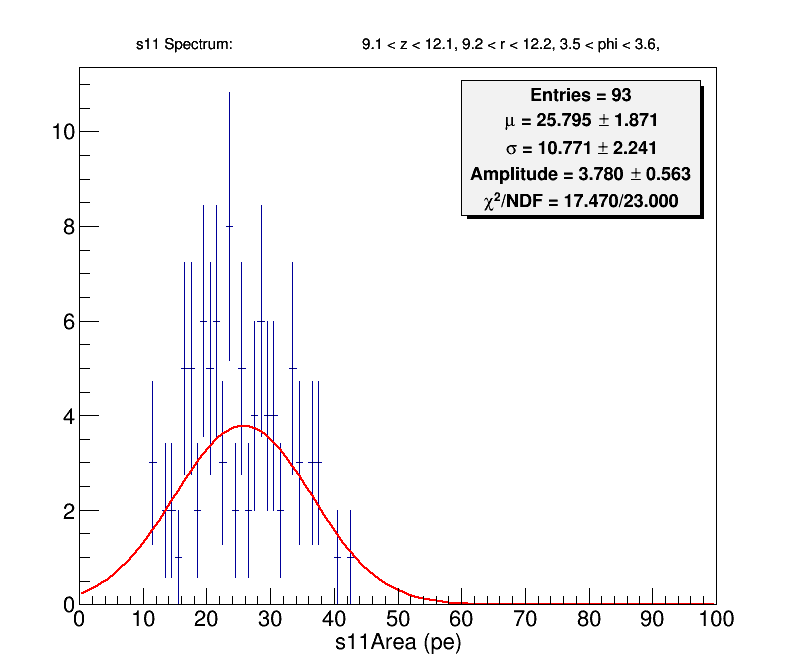 s11 Spectrum: 9.1 < z < 12.1, 9.2 < r < 12.2, 3.5 < phi < 3.6,
Entries = 93
μ = 25.795 ± 1.871
σ = 10.771 ± 2.241
Amplitude = 3.780 ± 0.563
χ²/NDF = 17.470/23.000
10
8
6
4
2
0
0 10 20 30 40 50 60 70 80 90 100
s11Area (pe)